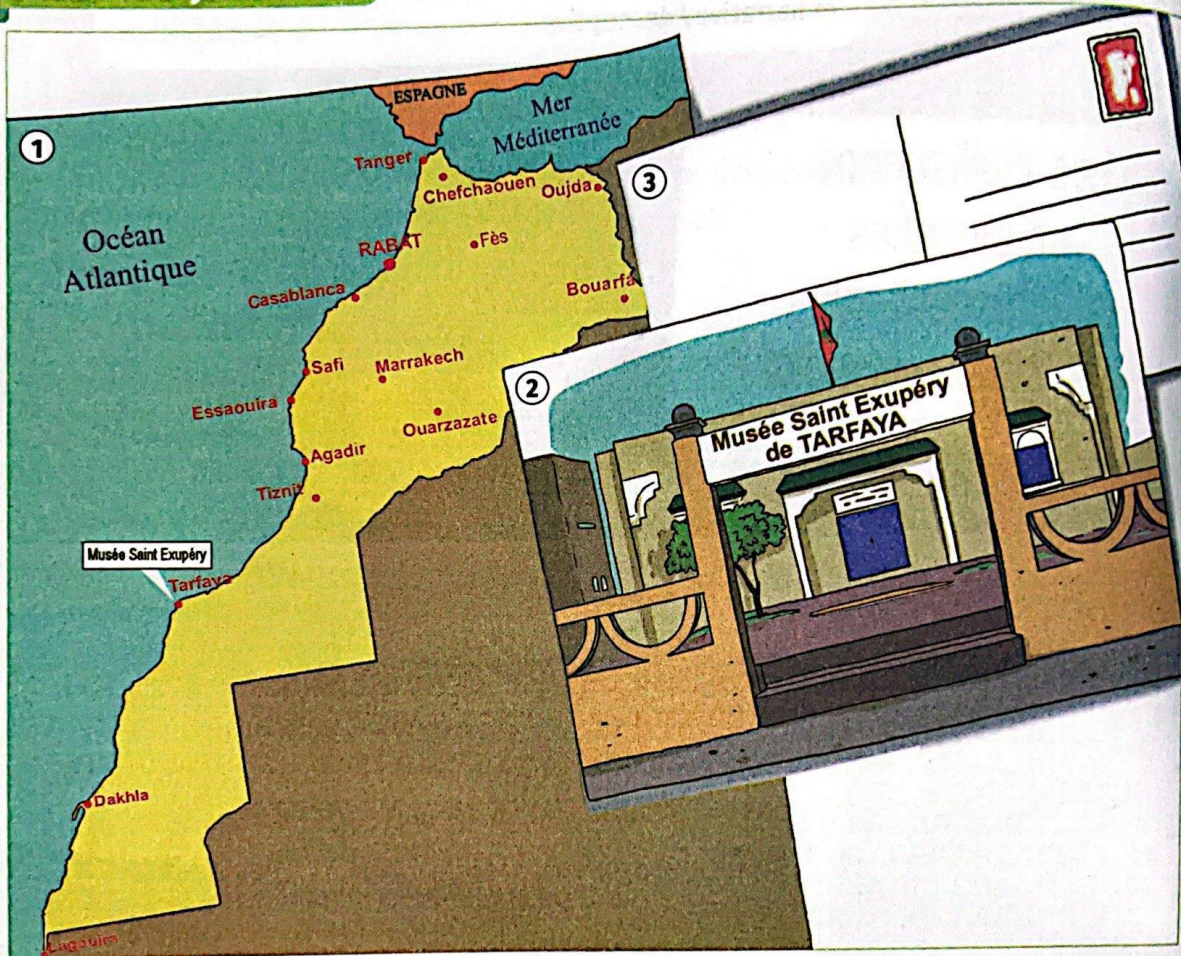 ①
ESPAGNE
Mer
Méditerranée
Tanger
Chefchaouen
Oujda
Océan
Atlantique
RABAT
Fès
Casablanca
Bouarfa
Safi
Marrakech
Essaouira
Ouarzazate
Agadir
Tiznit
Musée Saint Exupéry
Tarfaya
Dakhla
Lagouira
③
②
Musée Saint Exupéry
de TARFAYA